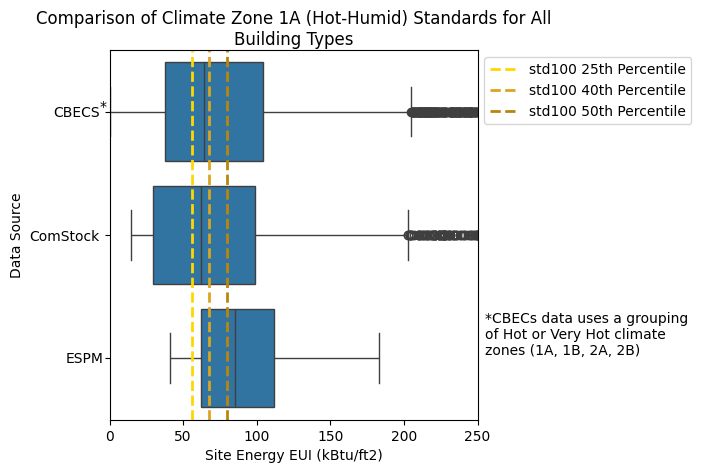 Comparison of Climate Zone 1A (Hot-Humid) Standards for All
Building Types
std100 25th Percentile
std100 40th Percentile
std100 50th Percentile
Data Source
CBECS*
ComStock
ESPM
*CBECs data uses a grouping
of Hot or Very Hot climate
zones (1A, 1B, 2A, 2B)
0 50 100 150 200 250
Site Energy EUI (kBtu/ft2)